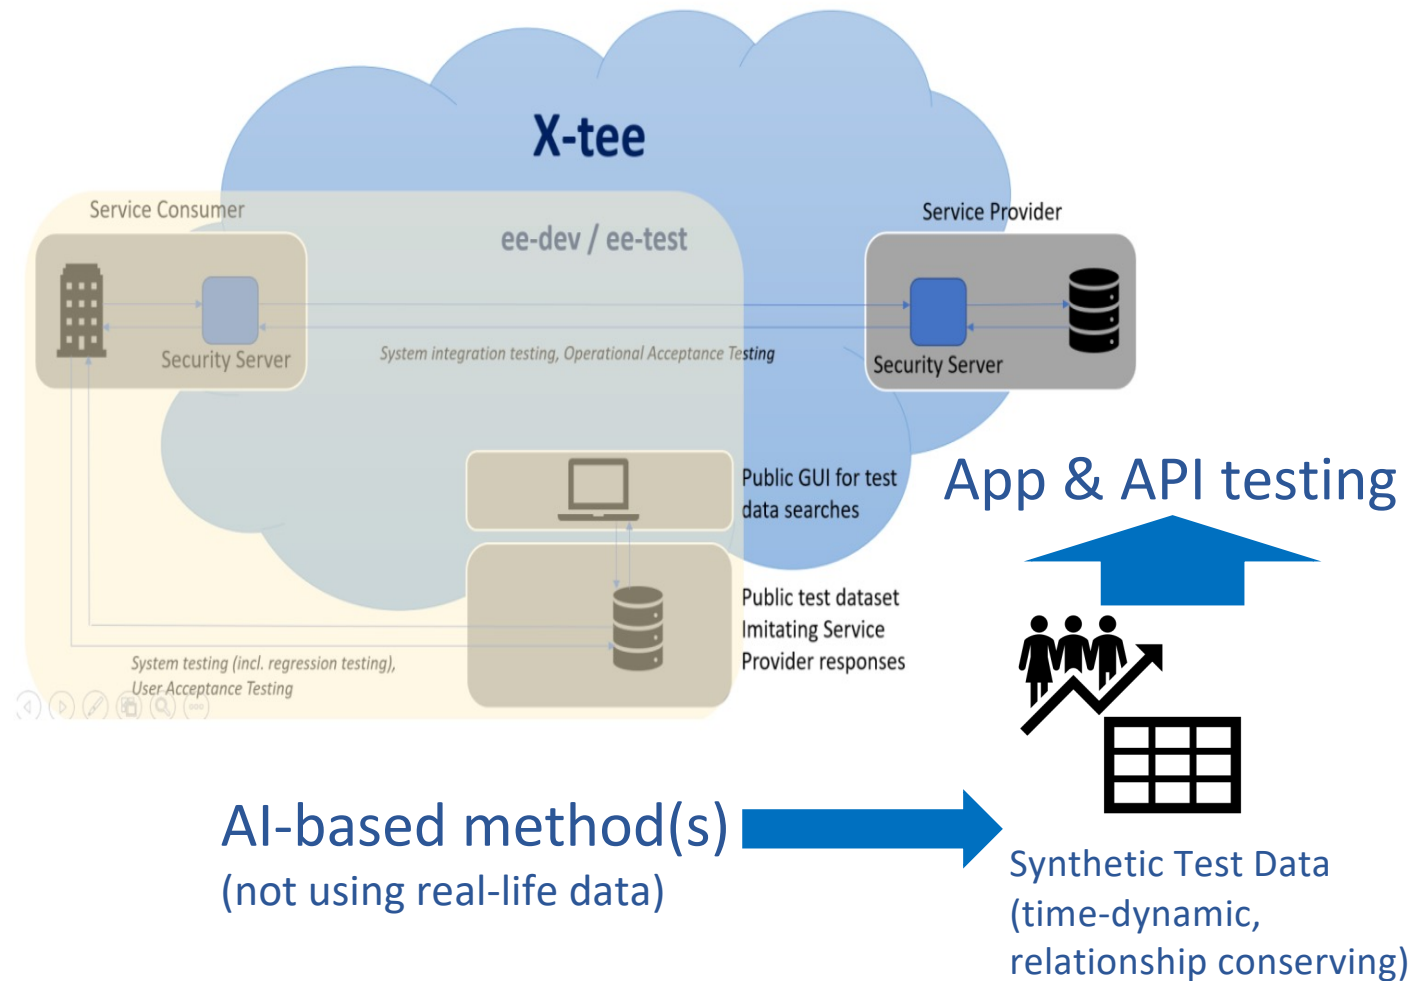 X-tee
Service Consumer
ee-dev / ee-test
Service Provider
Security Server
System integration testing, Operational Acceptance Testing
Security Server
Public GUI for test
data searches
App & API testing
Public test dataset
Imitating Service
Provider responses
System testing (incl. regression testing),
User Acceptance Testing
AI-based method(s)
(not using real-life data)
Synthetic Test Data
(time-dynamic,
relationship conserving)